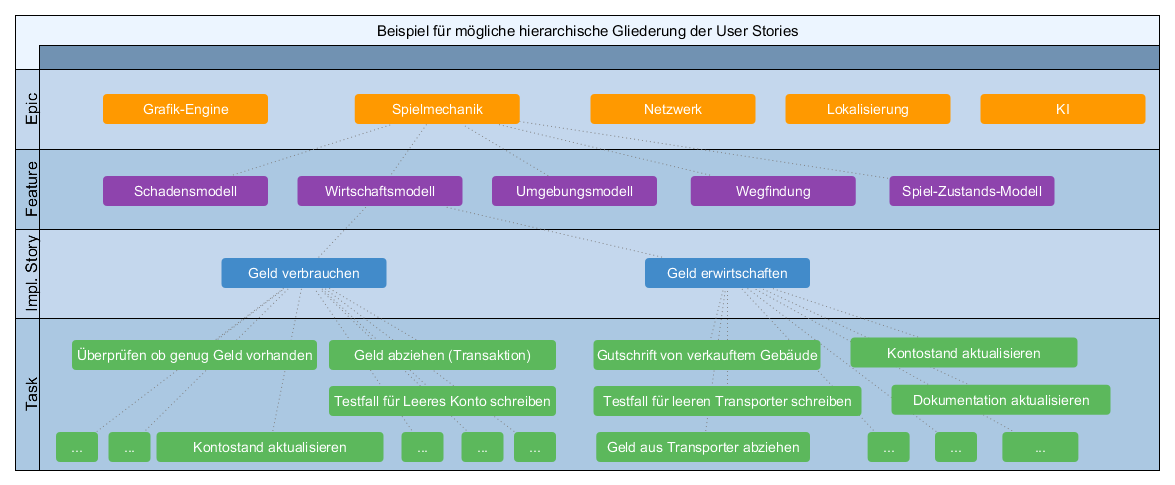 Beispiel für mögliche hierarchische Gliederung der User Stories
Epic
Grafik-Engine
Spielmechanik
Netzwerk
Lokalisierung
KI
Feature
Schadensmodell
Wirtschaftsmodell
Umgebungsmodell
Wegfindung
Spiel-Zustands-Modell
Impl. Story
Geld verbrauchen
Geld erwirtschaften
Task
Überprüfen ob genug Geld vorhanden
Geld abziehen (Transaktion)
Gutschrift von verkauftem Gebäude
Kontostand aktualisieren
Testfall für Leeres Konto schreiben
Testfall für leeren Transporter schreiben
Dokumentation aktualisieren
...
...
Kontostand aktualisieren
...
...
...
Geld aus Transporter abziehen
...
...
...